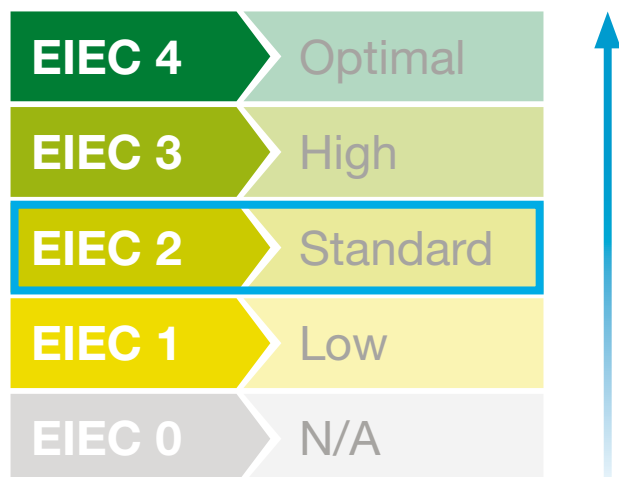 EIEC 4 Optimal
EIEC 3 High
EIEC 2 Standard
EIEC 1 Low
EIEC 0 N/A